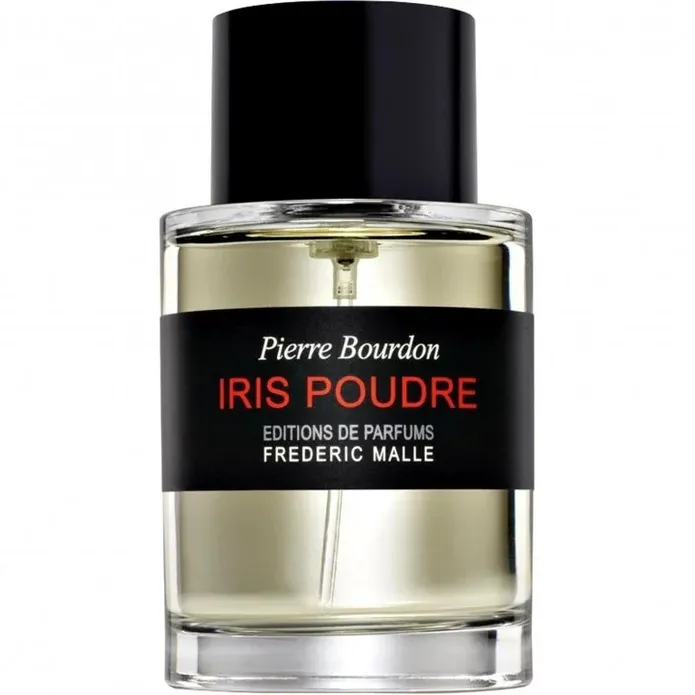 Pierre Bourdon
IRIS POUDRE
EDITIONS DE PARFUMS
FREDERIC MALLE